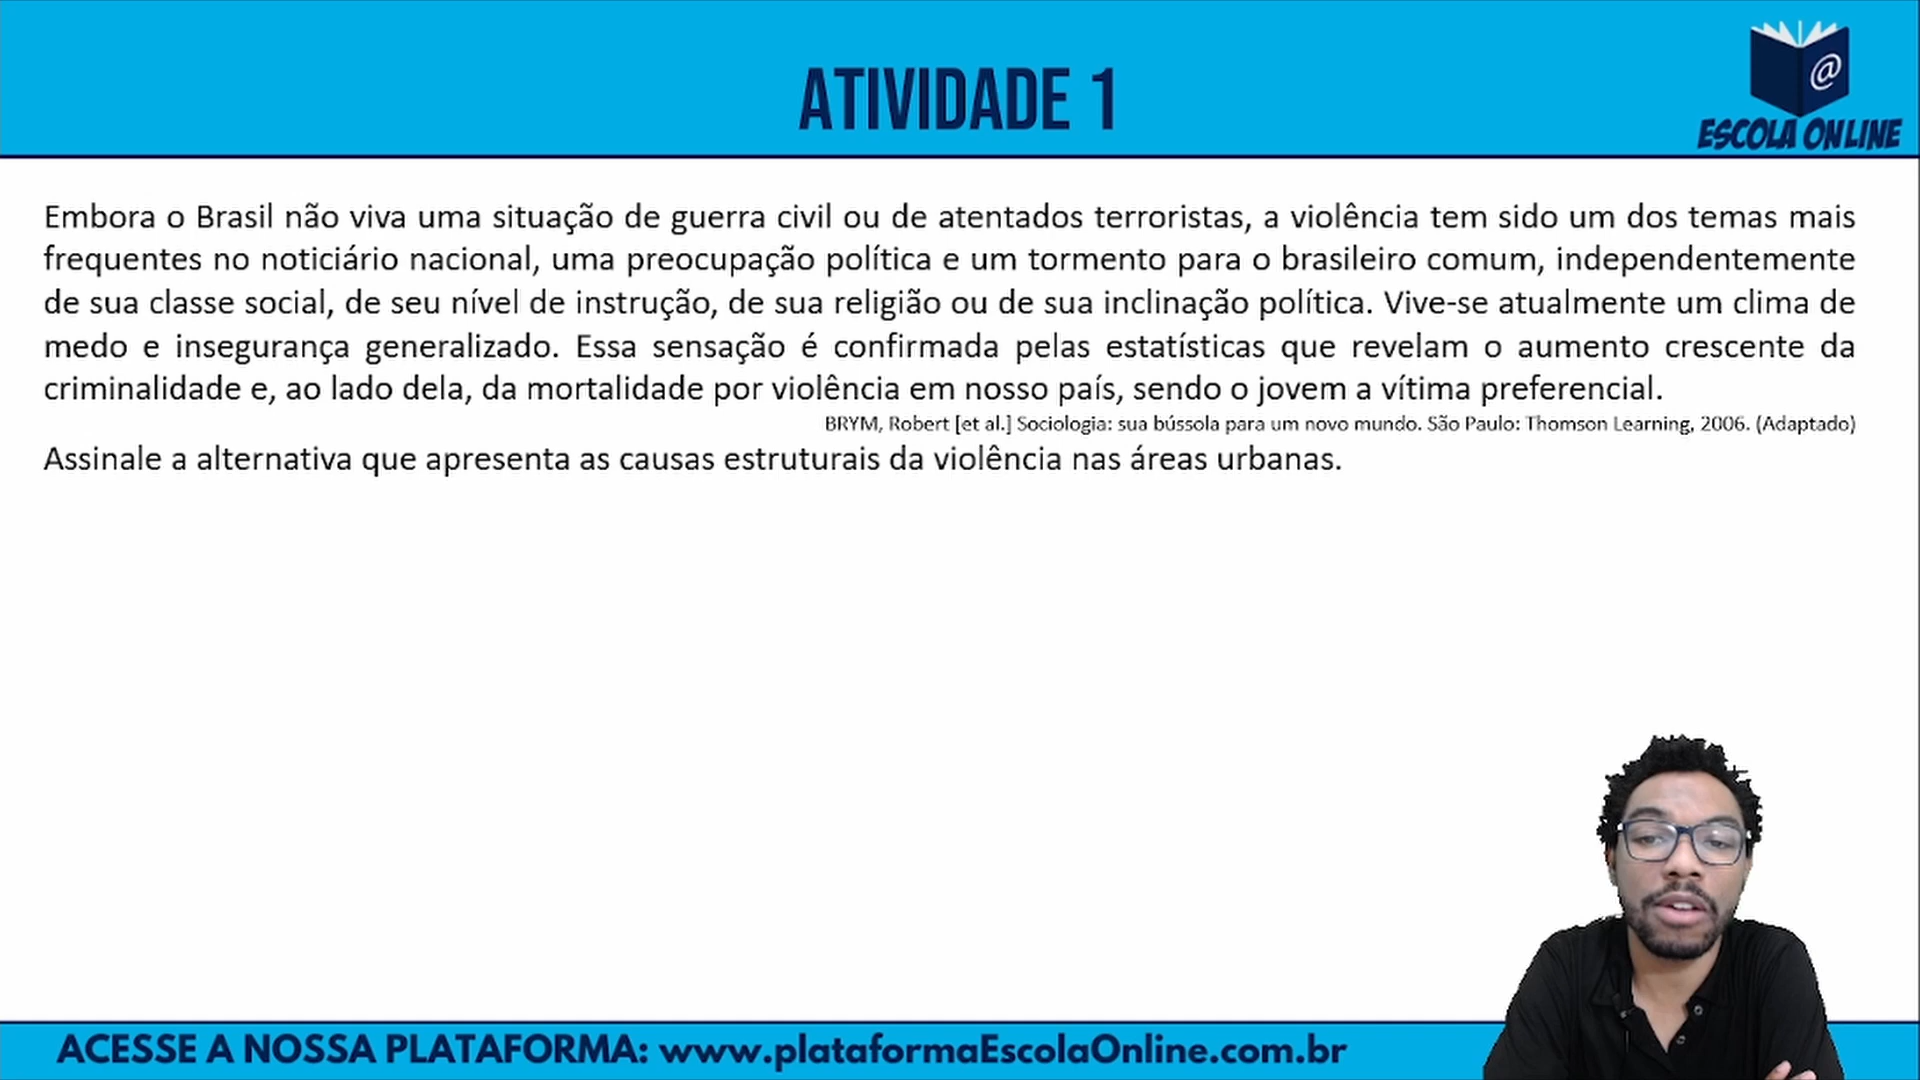 ATIVIDADE 1
@
ESCOLA ONLINE
Embora o Brasil não viva uma situação de guerra civil ou de atentados terroristas, a violência tem sido um dos temas mais
frequentes no noticiário nacional, uma preocupação política e um tormento para o brasileiro comum, independentemente
de sua classe social, de seu nível de instrução, de sua religião ou de sua inclinação política. Vive-se atualmente um clima de
medo e insegurança generalizado. Essa sensação é confirmada pelas estatísticas que revelam o aumento crescente da
criminalidade e, ao lado dela, da mortalidade por violência em nosso país, sendo o jovem a vítima preferencial.
BRYM, Robert [et al.] Sociologia: sua bússola para um novo mundo. São Paulo: Thomson Learning, 2006. (Adaptado)
Assinale a alternativa que apresenta as causas estruturais da violência nas áreas urbanas.
ACESSE A NOSSA PLATAFORMA: www.plataformaEscolaOnline.com.br